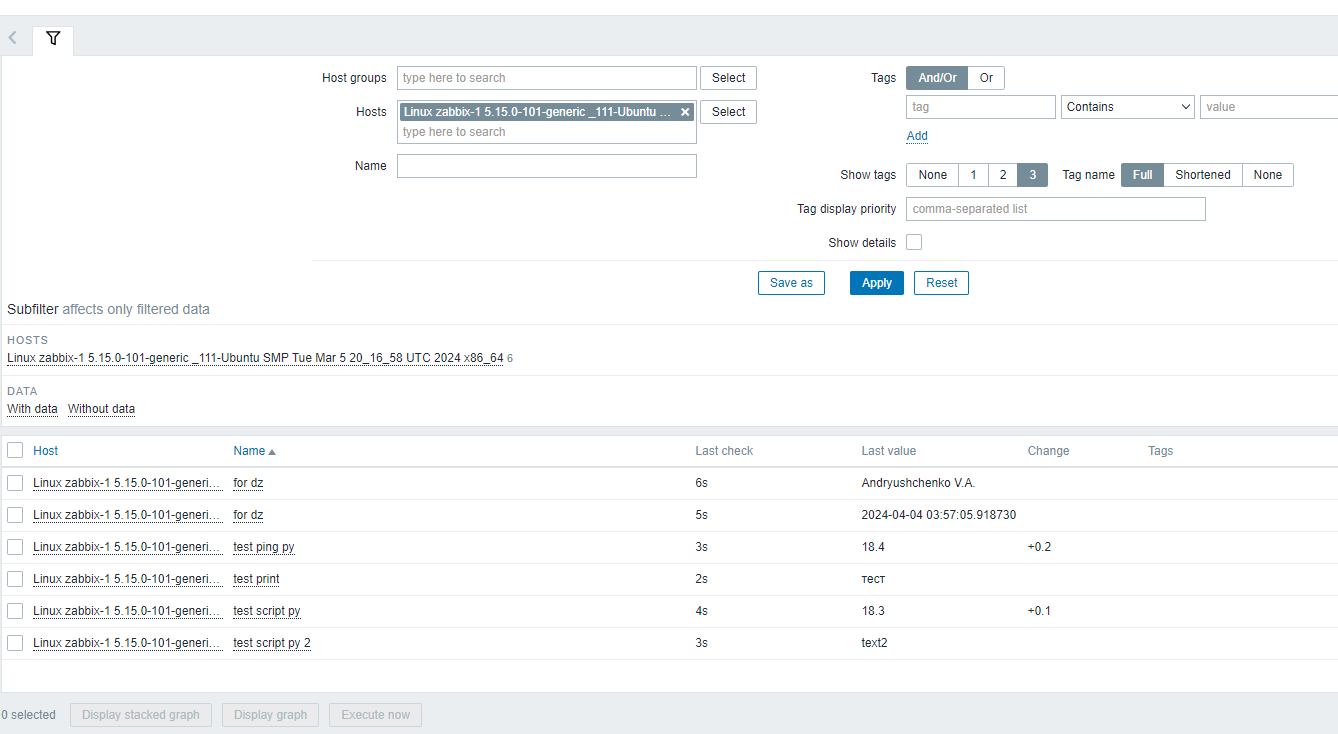 Host groups type here to search Select Tags And/Or Or
Hosts Linux zabbix-1 5.15.0-101-generic _111-Ubuntu ... Select tag Contains value
type here to search Add
Name
Show tags None 1 2 3 Tag name Full Shortened None
Tag display priority comma-separated list
Show details
Save as Apply Reset
Subfilter affects only filtered data
HOSTS
Linux zabbix-1 5.15.0-101-generic _111-Ubuntu SMP Tue Mar 5 20_16_58 UTC 2024 x86_64 6
DATA
With data Without data
Host Name Last check Last value Change Tags
Linux zabbix-1 5.15.0-101-generi... for dz 6s Andryushchenko V.A.
Linux zabbix-1 5.15.0-101-generi... for dz 5s 2024-04-04 03:57:05.918730
Linux zabbix-1 5.15.0-101-generi... test ping py 3s 18.4 +0.2
Linux zabbix-1 5.15.0-101-generi... test print 2s тест
Linux zabbix-1 5.15.0-101-generi... test script py 4s 18.3 +0.1
Linux zabbix-1 5.15.0-101-generi... test script py 2 3s text2
0 selected Display stacked graph Display graph Execute now